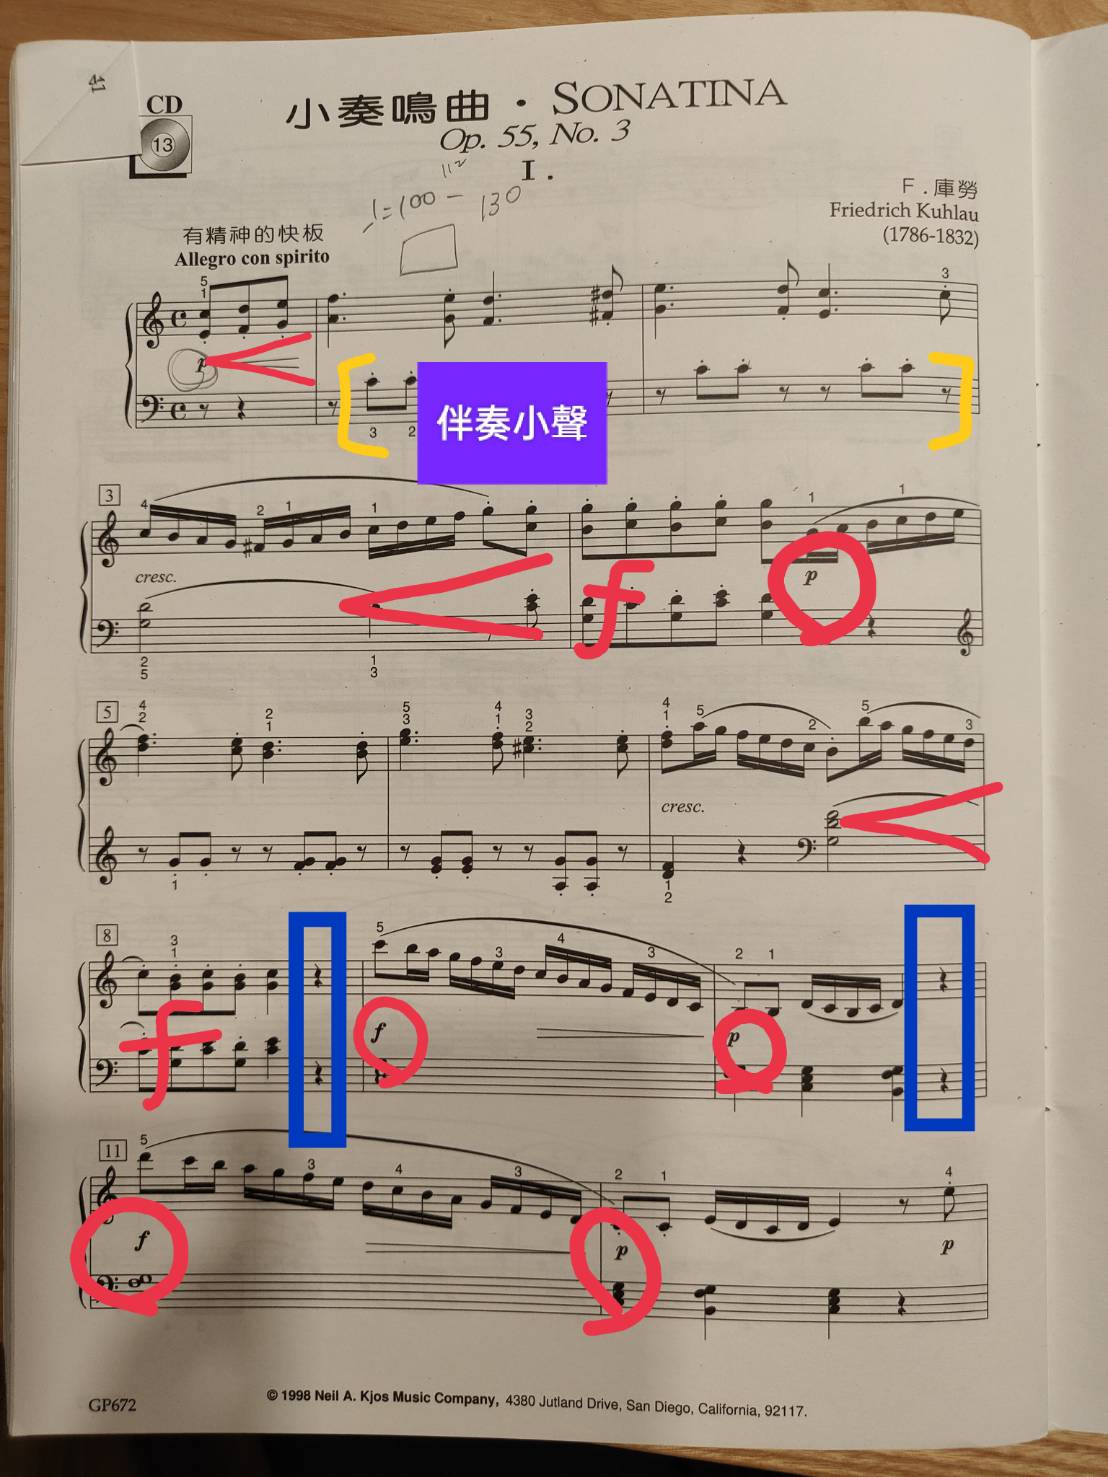 41
CD
13
小奏鳴曲 · SONATINA
Op. 55, No. 3
I.
112
♩=100 - 130
F.庫勞
Friedrich Kuhlau
(1786-1832)
有精神的快板
Allegro con spirito
5
1
3
p
伴奏小聲
3 2
3
4 2 1 1 1 1
cresc.
f
p
2 1
5 3
5
4 2 5 4 3 4 5 2 5 3
2 1 3 1 2 1
cresc.
1 1
2
8
3 5 3 4 3 2 1
1
f
f
p
11
5 3 4 3 2 1 4
f
p
p
GP672
© 1998 Neil A. Kjos Music Company, 4380 Jutland Drive, San Diego, California, 92117.